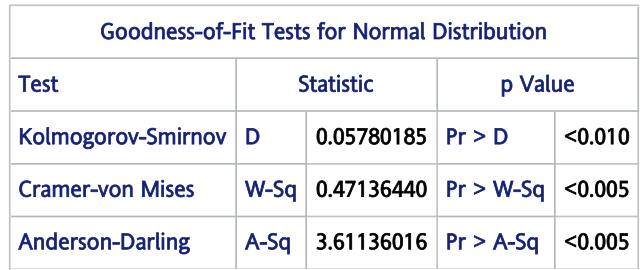 Goodness-of-Fit Tests for Normal Distribution
Test Statistic p Value
Kolmogorov-Smirnov D 0.05780185 Pr > D <0.010
Cramer-von Mises W-Sq 0.47136440 Pr > W-Sq <0.005
Anderson-Darling A-Sq 3.61136016 Pr > A-Sq <0.005